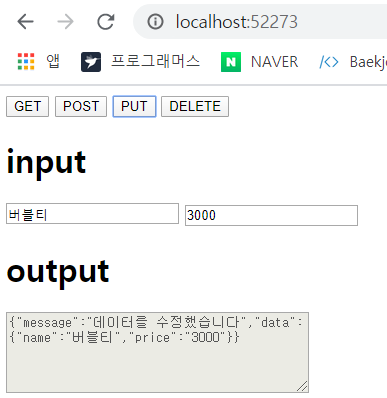 localhost:52273
앱 프로그래머스 N NAVER </> Baekj
GET POST PUT DELETE
input
버블티 3000
output
{"message":"데이터를 수정했습니다","data":
{"name":"버블티","price":"3000"}}